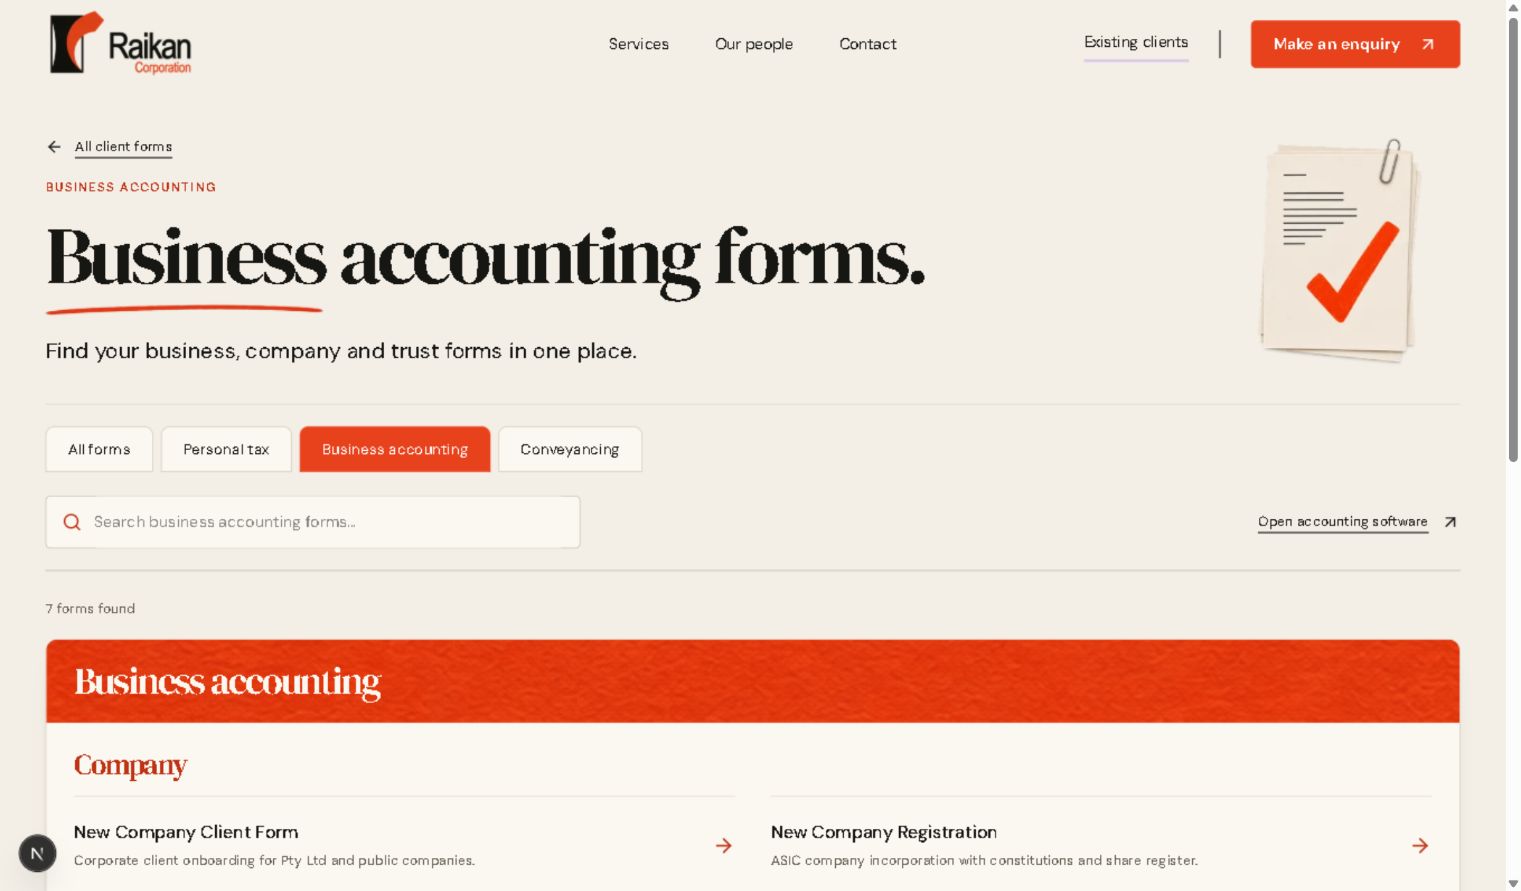 Raikan
Corporation
Services
Our people
Contact
Existing clients
Make an enquiry
All client forms
BUSINESS ACCOUNTING
Business accounting forms.
Find your business, company and trust forms in one place.
All forms
Personal tax
Business accounting
Conveyancing
Search business accounting forms...
Open accounting software
7 forms found
Business accounting
Company
New Company Client Form
Corporate client onboarding for Pty Ltd and public companies.
New Company Registration
ASIC company incorporation with constitutions and share register.
N